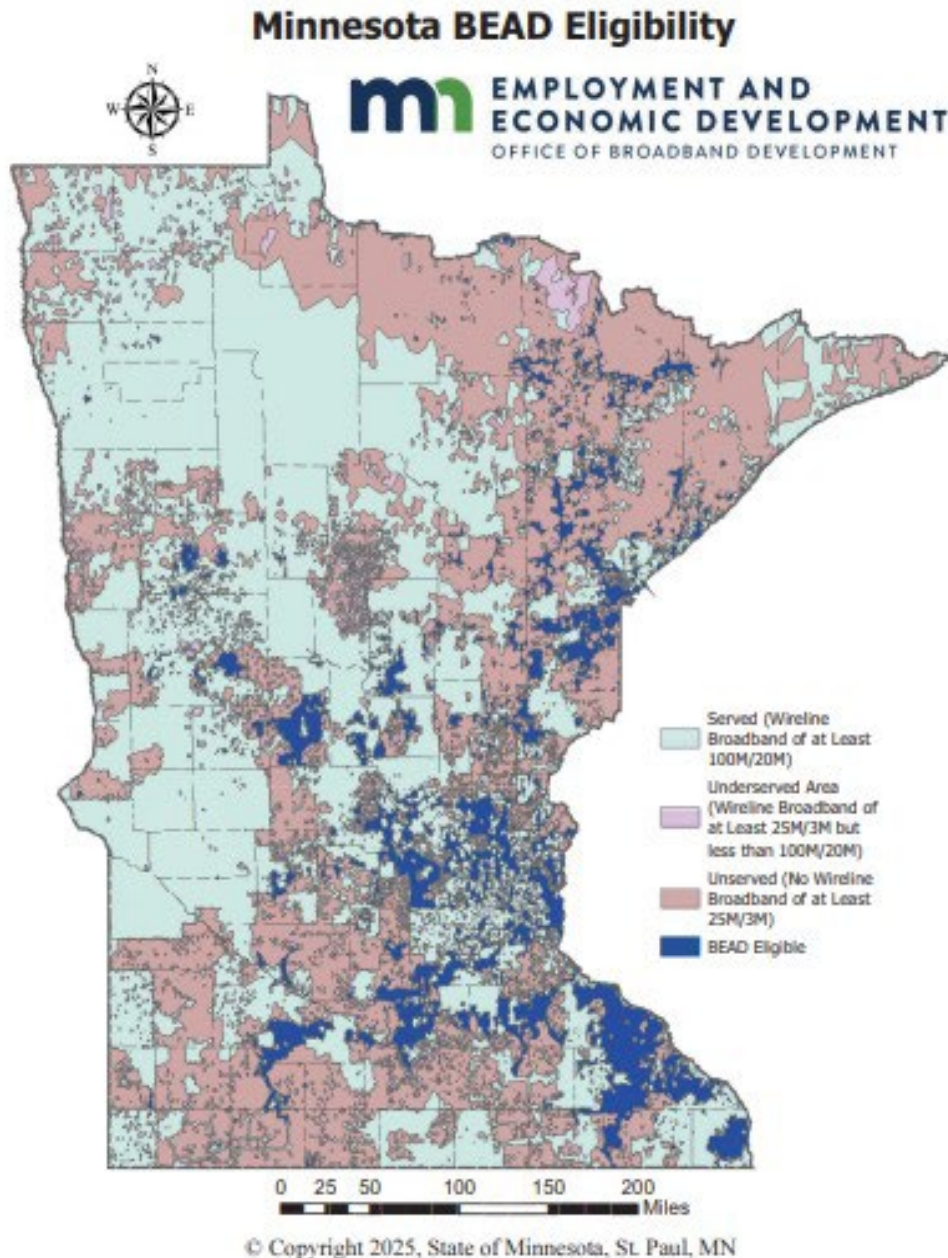 Minnesota BEAD Eligibility
N
W E
S
mn EMPLOYMENT AND
ECONOMIC DEVELOPMENT
OFFICE OF BROADBAND DEVELOPMENT
Served (Wireline
Broadband of at Least
100M/20M)
Underserved Area
(Wireline Broadband of
at Least 25M/3M but
less than 100M/20M)
Unserved (No Wireline
Broadband of at Least
25M/3M)
BEAD Eligible
0 25 50 100 150 200
Miles
© Copyright 2025, State of Minnesota, St. Paul, MN